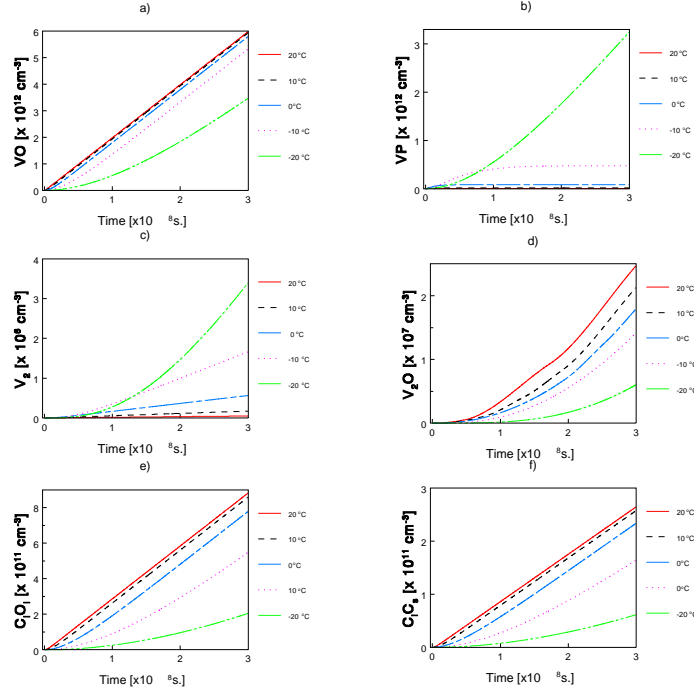 a)
6
5
4
3
2
1
0
0 1 2 3
VO [x 10¹² cm⁻³]
Time [x10 ⁸s.]
20 °C
10 °C
0°C
-10 °C
-20 °C
b)
3
2
1
0
0 1 2 3
VP [x 10¹² cm⁻³]
Time [x10 ⁸s.]
20 °C
10 °C
0°C
-10 °C
-20 °C
c)
4
3
2
1
0
0 1 2 3
V₂ [x 10⁸ cm⁻³]
Time [x10 ⁸s.]
20 °C
10 °C
0°C
-10 °C
-20 °C
d)
2
1
0
0 1 2 3
V₂O [x 10⁷ cm⁻³]
Time [x10 ⁸s.]
20 °C
10 °C
0°C
-10 °C
-20 °C
e)
8
6
4
2
0
0 1 2 3
CᵢOᵢ [x 10¹¹ cm⁻³]
Time [x10 ⁸s.]
20 °C
10 °C
0°C
-10 °C
-20 °C
f)
3
2
1
0
0 1 2 3
CᵢCₛ [x 10¹¹ cm⁻³]
Time [x10 ⁸s.]
20 °C
10 °C
0°C
0°C
-20 °C